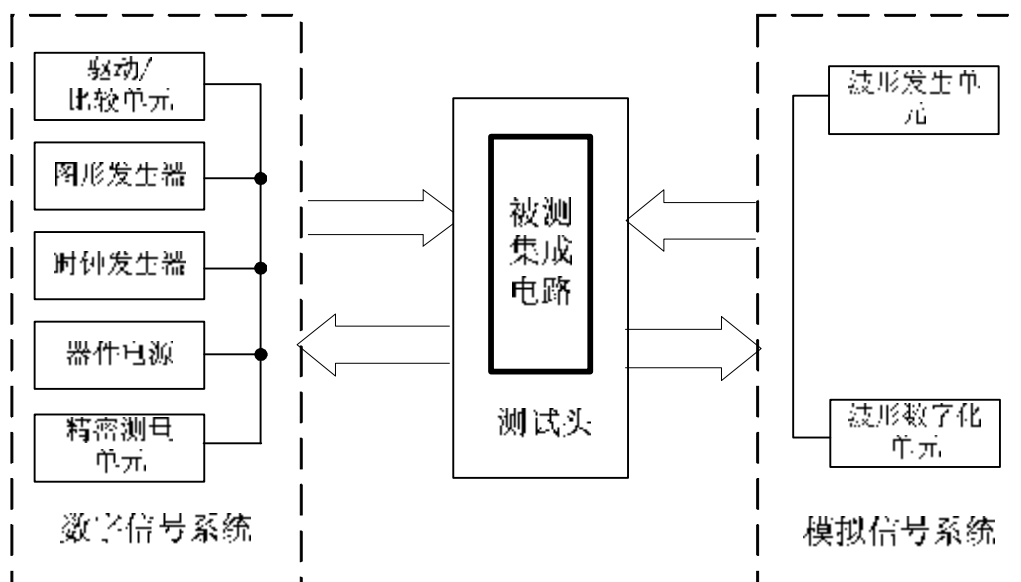 驱动/
比较单元
图形发生器
时钟发生器
器件电源
精密测母
单元
数字信号系统
被测
集成
电路
测试头
波形发生单
元
波形数字化
单元
模拟信号系统